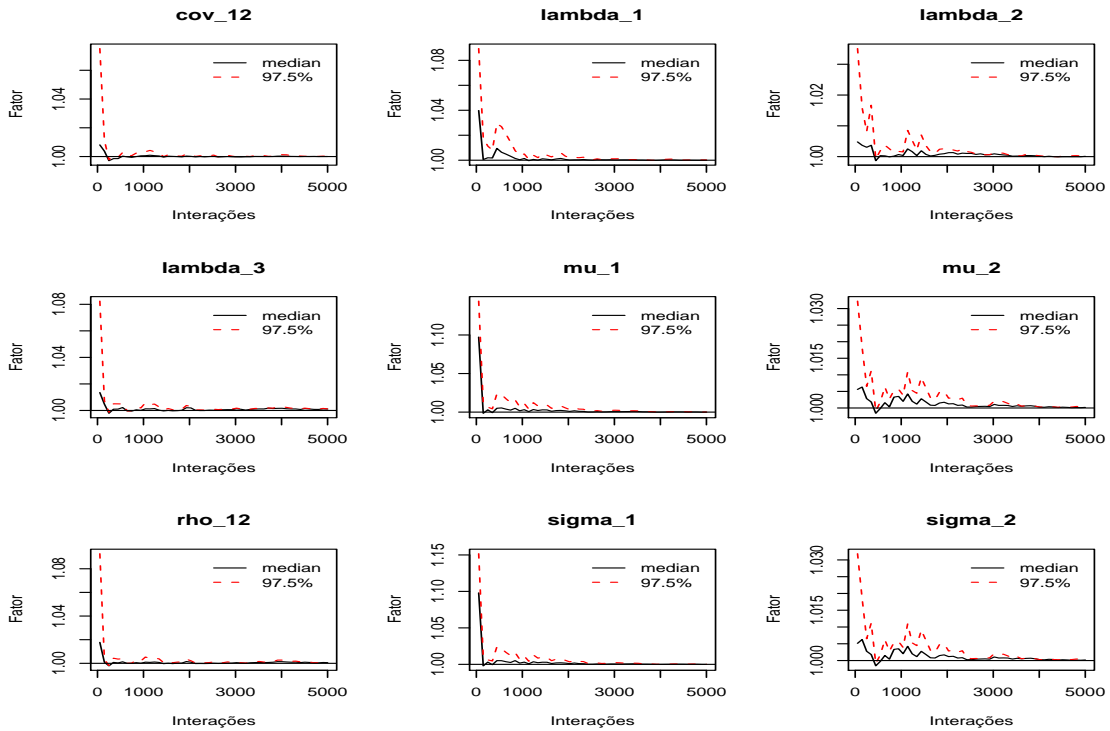 cov_12
Fator
1.00
1.04
median
97.5%
0 1000 3000 5000
Interações
lambda_1
Fator
1.00
1.04
1.08
median
97.5%
0 1000 3000 5000
Interações
lambda_2
Fator
1.00
1.02
median
97.5%
0 1000 3000 5000
Interações
lambda_3
Fator
1.00
1.04
1.08
median
97.5%
0 1000 3000 5000
Interações
mu_1
Fator
1.00
1.05
1.10
median
97.5%
0 1000 3000 5000
Interações
mu_2
Fator
1.000
1.015
1.030
median
97.5%
0 1000 3000 5000
Interações
rho_12
Fator
1.00
1.04
1.08
median
97.5%
0 1000 3000 5000
Interações
sigma_1
Fator
1.00
1.05
1.10
1.15
median
97.5%
0 1000 3000 5000
Interações
sigma_2
Fator
1.000
1.015
1.030
median
97.5%
0 1000 3000 5000
Interações